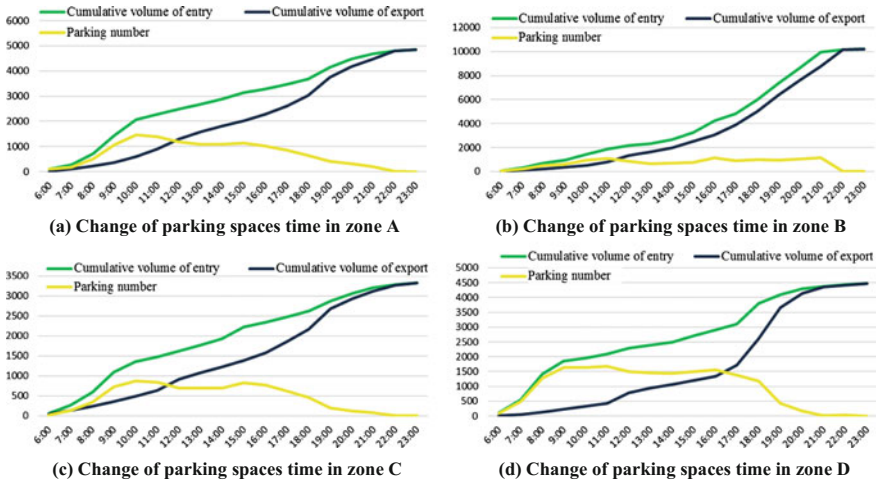 Cumulative volume of entry Cumulative volume of export
Parking number
6000
5000
4000
3000
2000
1000
0
6:00 7:00 8:00 9:00 10:00 11:00 12:00 13:00 14:00 15:00 16:00 17:00 18:00 19:00 20:00 21:00 22:00 23:00
(a) Change of parking spaces time in zone A
Cumulative volume of entry Cumulative volume of export
Parking number
12000
10000
8000
6000
4000
2000
0
6:00 7:00 8:00 9:00 10:00 11:00 12:00 13:00 14:00 15:00 16:00 17:00 18:00 19:00 20:00 21:00 22:00 23:00
(b) Change of parking spaces time in zone B
Cumulative volume of entry Cumulative volume of export
Parking number
3500
3000
2500
2000
1500
1000
500
0
6:00 7:00 8:00 9:00 10:00 11:00 12:00 13:00 14:00 15:00 16:00 17:00 18:00 19:00 20:00 21:00 22:00 23:00
(c) Change of parking spaces time in zone C
Cumulative volume of entry Cumulative volume of export
Parking number
5000
4500
4000
3500
3000
2500
2000
1500
1000
500
0
6:00 7:00 8:00 9:00 10:00 11:00 12:00 13:00 14:00 15:00 16:00 17:00 18:00 19:00 20:00 21:00 22:00 23:00
(d) Change of parking spaces time in zone D